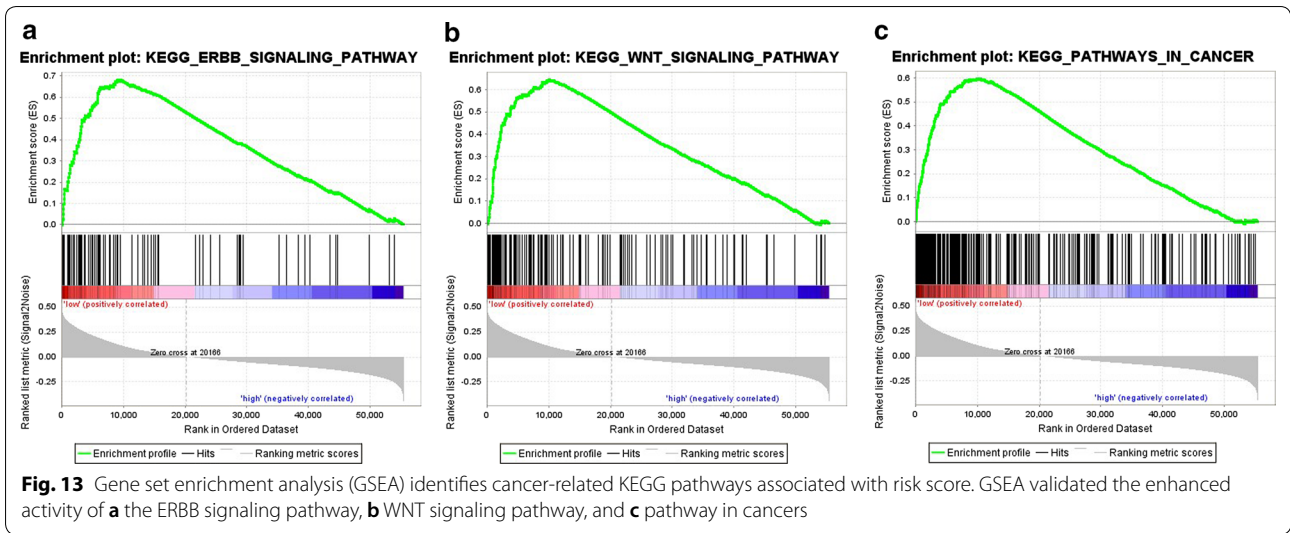 a
Enrichment plot: KEGG_ERBB_SIGNALING_PATHWAY
0.7
0.6
0.5
0.4
0.3
0.2
0.1
0.0
Enrichment score (ES)
'low' (positively correlated)
0.50
0.25
0.00
-0.25
Ranked list metric (Signal2Noise)
Zero cross at 20166
'high' (negatively correlated)
0 10,000 20,000 30,000 40,000 50,000
Rank in Ordered Dataset
Enrichment profile Hits Ranking metric scores
b
Enrichment plot: KEGG_WNT_SIGNALING_PATHWAY
0.6
0.5
0.4
0.3
0.2
0.1
0.0
Enrichment score (ES)
'low' (positively correlated)
0.50
0.25
0.00
-0.25
Ranked list metric (Signal2Noise)
Zero cross at 20166
'high' (negatively correlated)
0 10,000 20,000 30,000 40,000 50,000
Rank in Ordered Dataset
Enrichment profile Hits Ranking metric scores
c
Enrichment plot: KEGG_PATHWAYS_IN_CANCER
0.6
0.5
0.4
0.3
0.2
0.1
0.0
Enrichment score (ES)
'low' (positively correlated)
0.50
0.25
0.00
-0.25
Ranked list metric (Signal2Noise)
Zero cross at 20166
'high' (negatively correlated)
0 10,000 20,000 30,000 40,000 50,000
Rank in Ordered Dataset
Enrichment profile Hits Ranking metric scores
Fig. 13 Gene set enrichment analysis (GSEA) identifies cancer-related KEGG pathways associated with risk score. GSEA validated the enhanced
activity of a the ERBB signaling pathway, b WNT signaling pathway, and c pathway in cancers